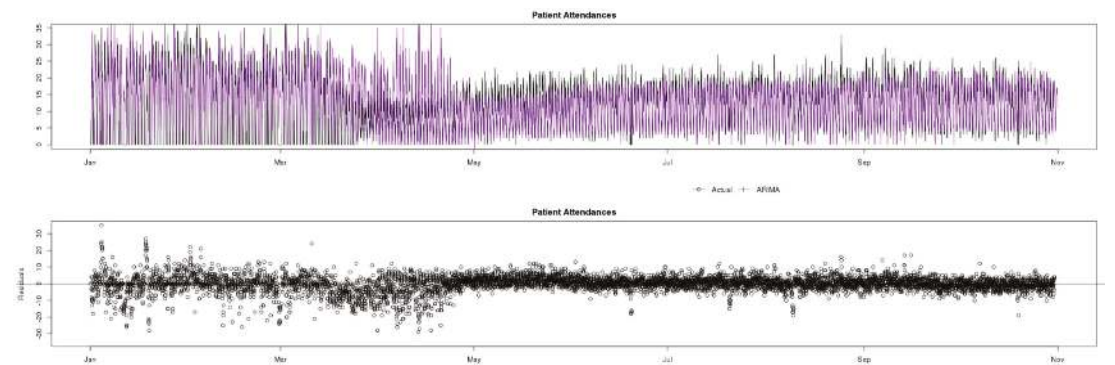 Patient Attendances
35
30
25
20
15
10
5
0
Jan Mar May Jul Sep Nov
Actual ARIMA
Patient Attendances
Residuals
30
20
10
0
-10
-20
-30
Jan Mar May Jul Sep Nov